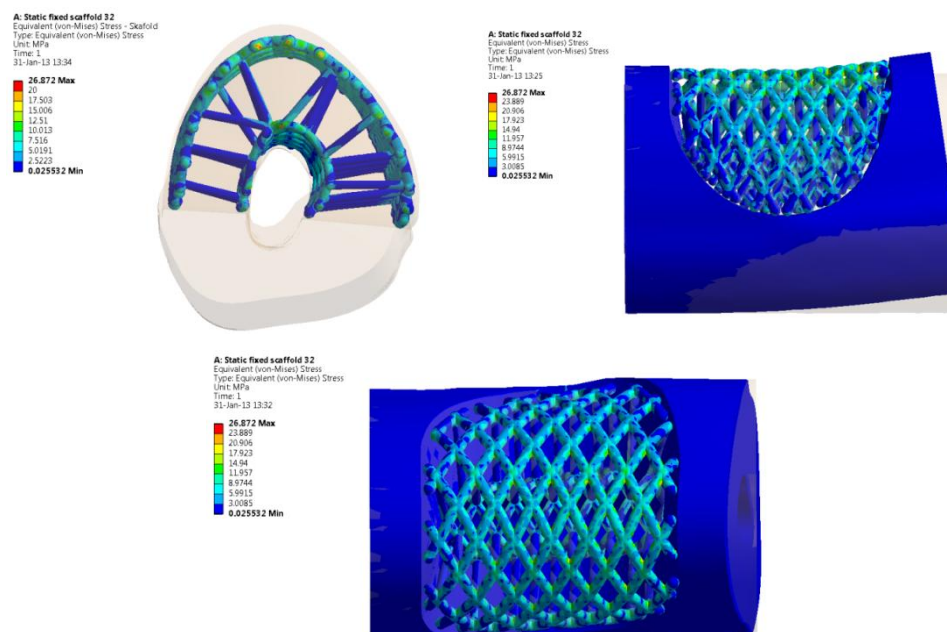 A: Static fixed scaffold 32
Equivalent (von-Mises) Stress - Skafold
Type: Equivalent (von-Mises) Stress
Unit: MPa
Time: 1
31-Jan-13 13:34
26.872 Max
20
17.503
15.006
12.51
10.013
7.516
5.0191
2.5223
0.025532 Min
A: Static fixed scaffold 32
Equivalent (von-Mises) Stress
Type: Equivalent (von-Mises) Stress
Unit: MPa
Time: 1
31-Jan-13 13:25
26.872 Max
23.889
20.906
17.923
14.94
11.957
8.9744
5.9915
3.0085
0.025532 Min
A: Static fixed scaffold 32
Equivalent (von-Mises) Stress
Type: Equivalent (von-Mises) Stress
Unit: MPa
Time: 1
31-Jan-13 13:32
26.872 Max
23.889
20.906
17.923
14.94
11.957
8.9744
5.9915
3.0085
0.025532 Min